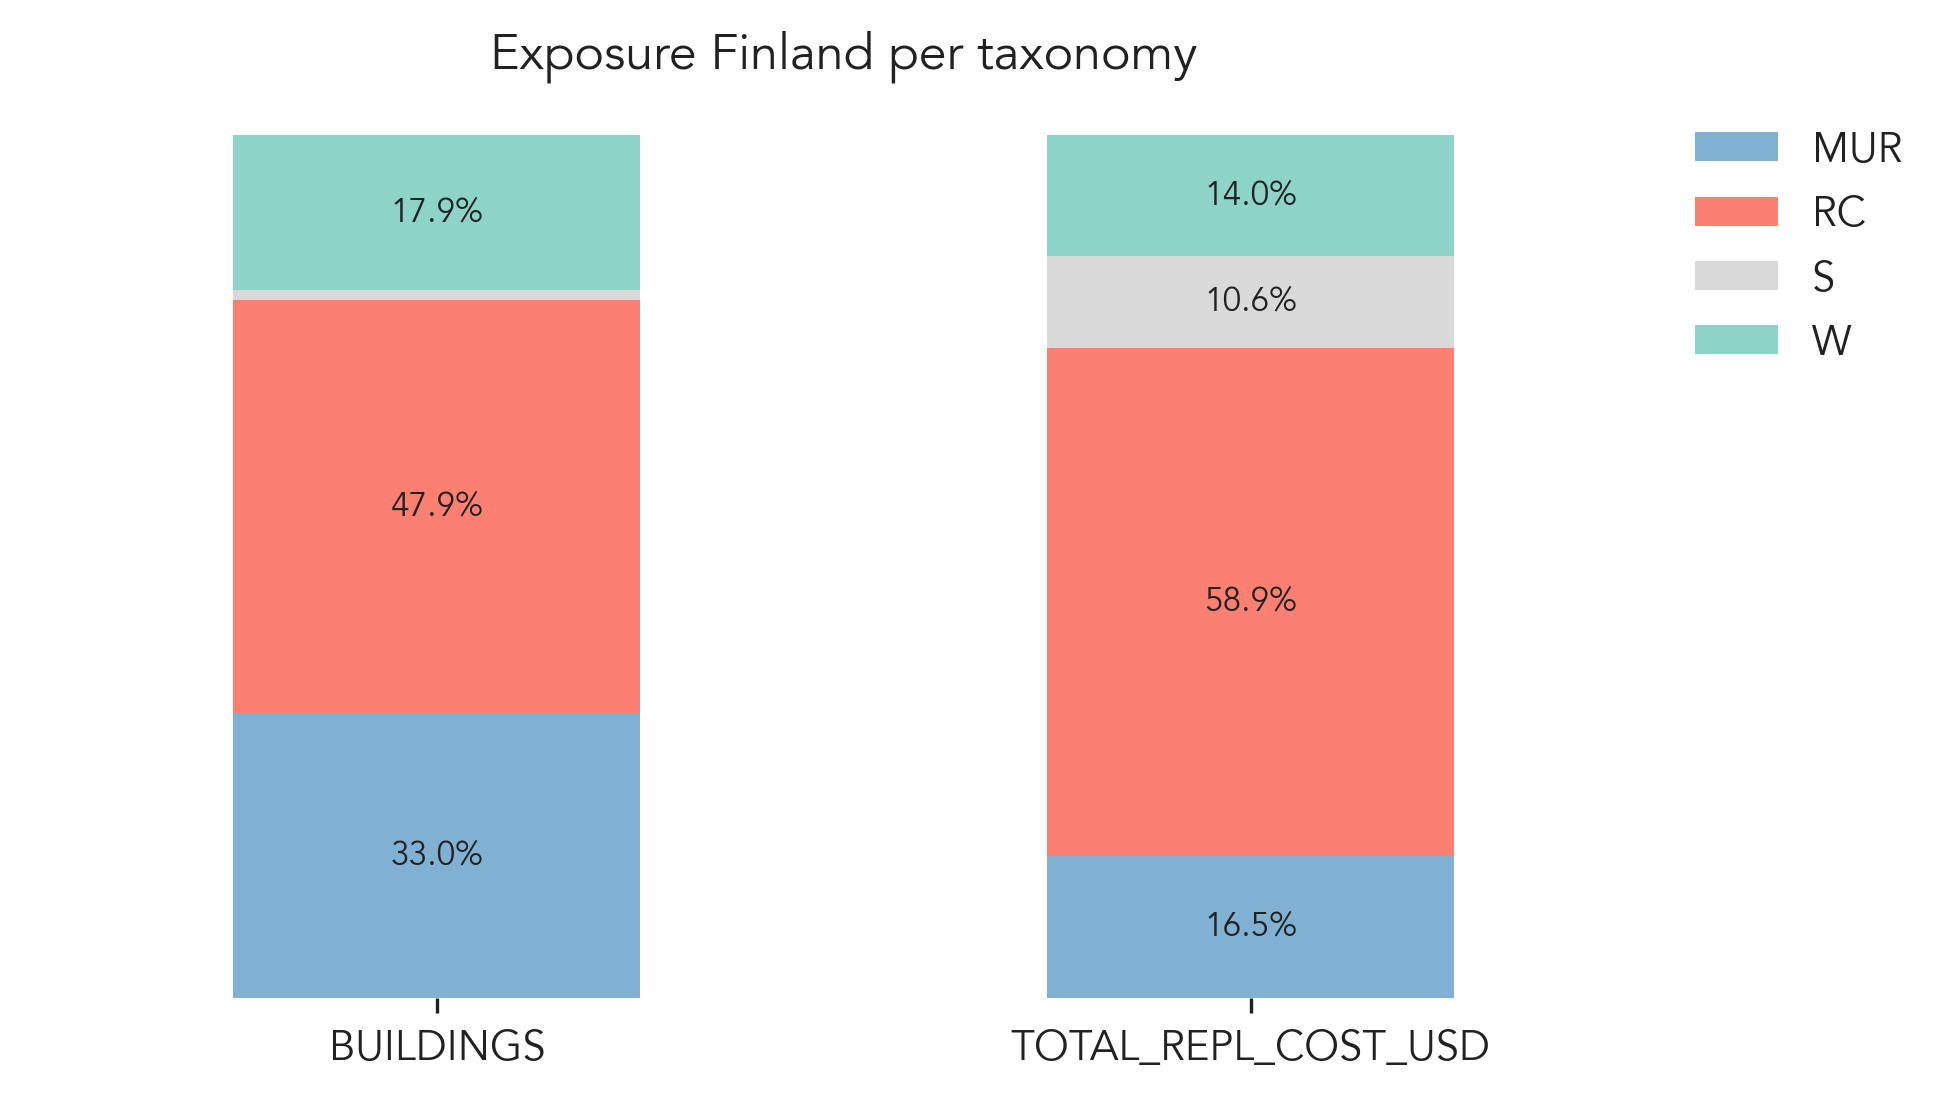 Exposure Finland per taxonomy
17.9%
47.9%
33.0%
BUILDINGS
14.0%
10.6%
58.9%
16.5%
TOTAL_REPL_COST_USD
MUR
RC
S
W